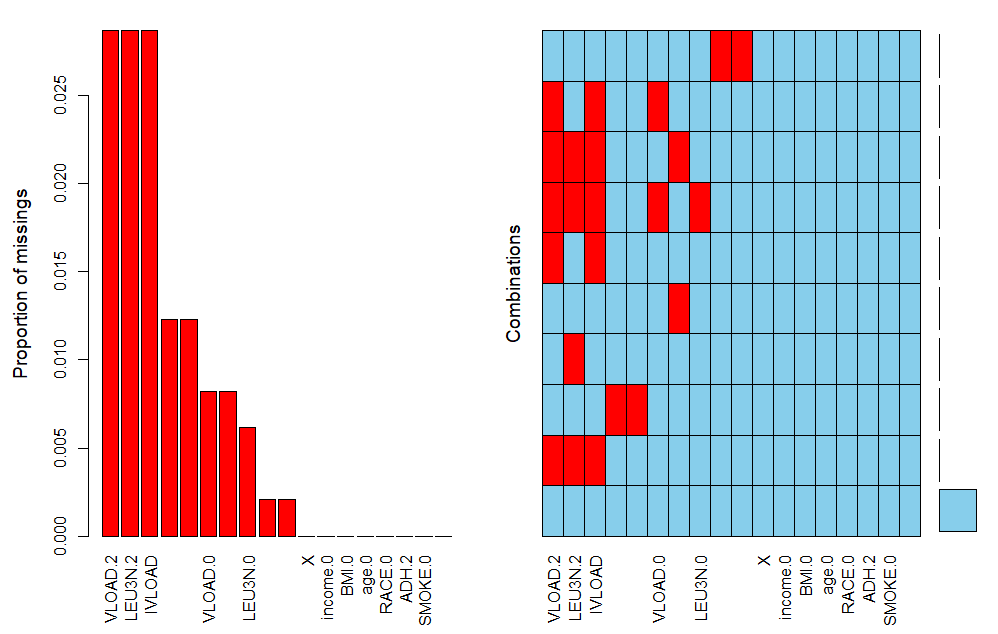 Proportion of missings
0.025
0.020
0.015
0.010
0.005
0.000
VLOAD.2
LEU3N.2
IVLOAD
VLOAD.0
LEU3N.0
X
income.0
BMI.0
age.0
RACE.0
ADH.2
SMOKE.0
Combinations
VLOAD.2
LEU3N.2
IVLOAD
VLOAD.0
LEU3N.0
X
income.0
BMI.0
age.0
RACE.0
ADH.2
SMOKE.0